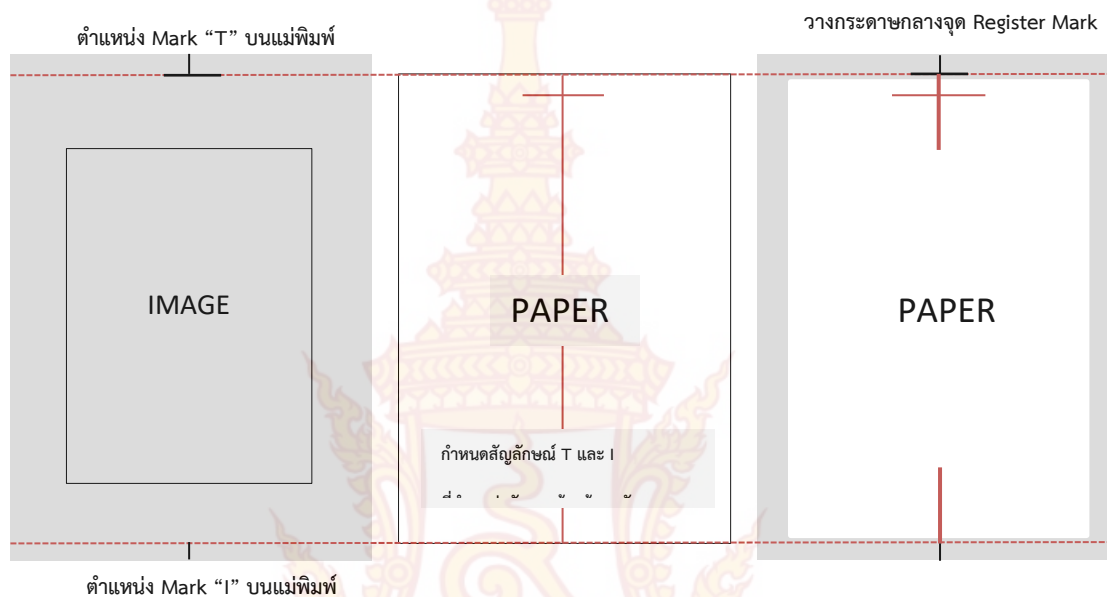 ตำแหน่ง Mark “T” บนแม่พิมพ์
วางกระดาษกลางจุด Register Mark
IMAGE
PAPER
PAPER
กำหนดสัญลักษณ์ T และ I
ตำแหน่ง Mark “I” บนแม่พิมพ์